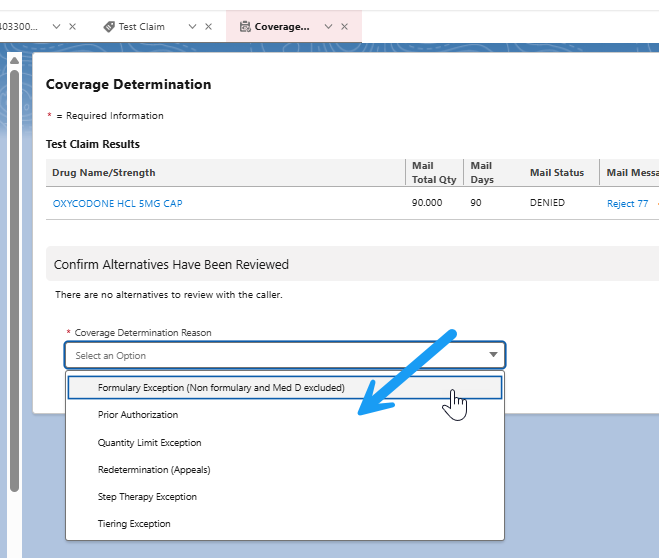 403300...
Test Claim
Coverage...
Coverage Determination
* = Required Information
Test Claim Results
Drug Name/Strength
Mail Total Qty
Mail Days
Mail Status
Mail Messa
OXYCODONE HCL 5MG CAP
90.000
90
DENIED
Reject 77
Confirm Alternatives Have Been Reviewed
There are no alternatives to review with the caller.
* Coverage Determination Reason
Select an Option
Formulary Exception (Non formulary and Med D excluded)
Prior Authorization
Quantity Limit Exception
Redetermination (Appeals)
Step Therapy Exception
Tiering Exception